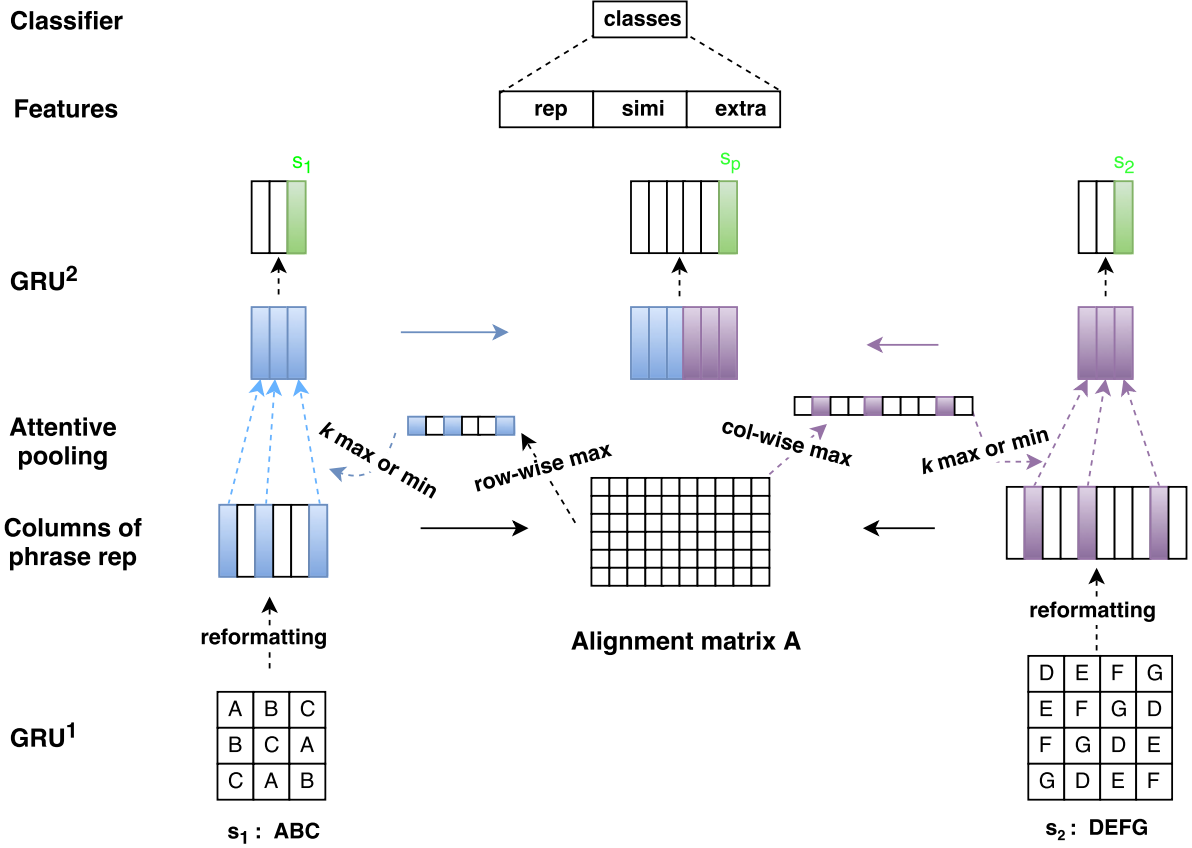 Classifier
classes
Features
rep simi extra
s1 sp s2
GRU2
Attentive
pooling
k max or min
row-wise max
col-wise max
k max or min
Columns of
phrase rep
reformatting
reformatting
Alignment matrix A
GRU1
A B C
B C A
C A B
D E F G
E F G D
F G D E
G D E F
s1 : ABC
s2 : DEFG